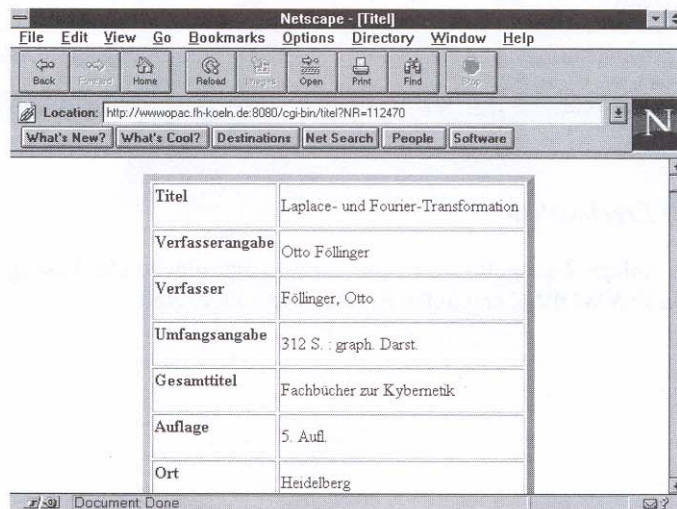 Netscape - [Titel]
File Edit View Go Bookmarks Options Directory Window Help
Back Forward Home Reload Images Open Print Find Stop
Location: http://wwwopac.fh-koeln.de:8080/cgi-bin/titel?NR=112470
N
What's New? What's Cool? Destinations Net Search People Software
Titel Laplace- und Fourier-Transformation
Verfasserangabe Otto Föllinger
Verfasser Föllinger, Otto
Umfangsangabe 312 S. : graph. Darst.
Gesamttitel Fachbücher zur Kybernetik
Auflage 5. Aufl.
Ort Heidelberg
Document: Done